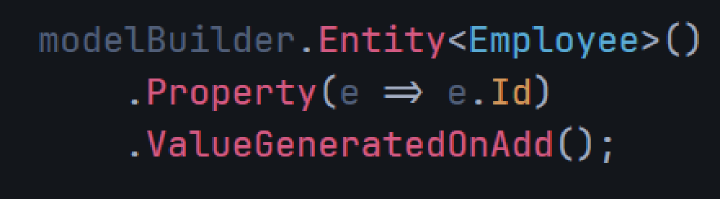 modelBuilder.Entity<Employee>()
.Property(e => e.Id)
.ValueGeneratedOnAdd();